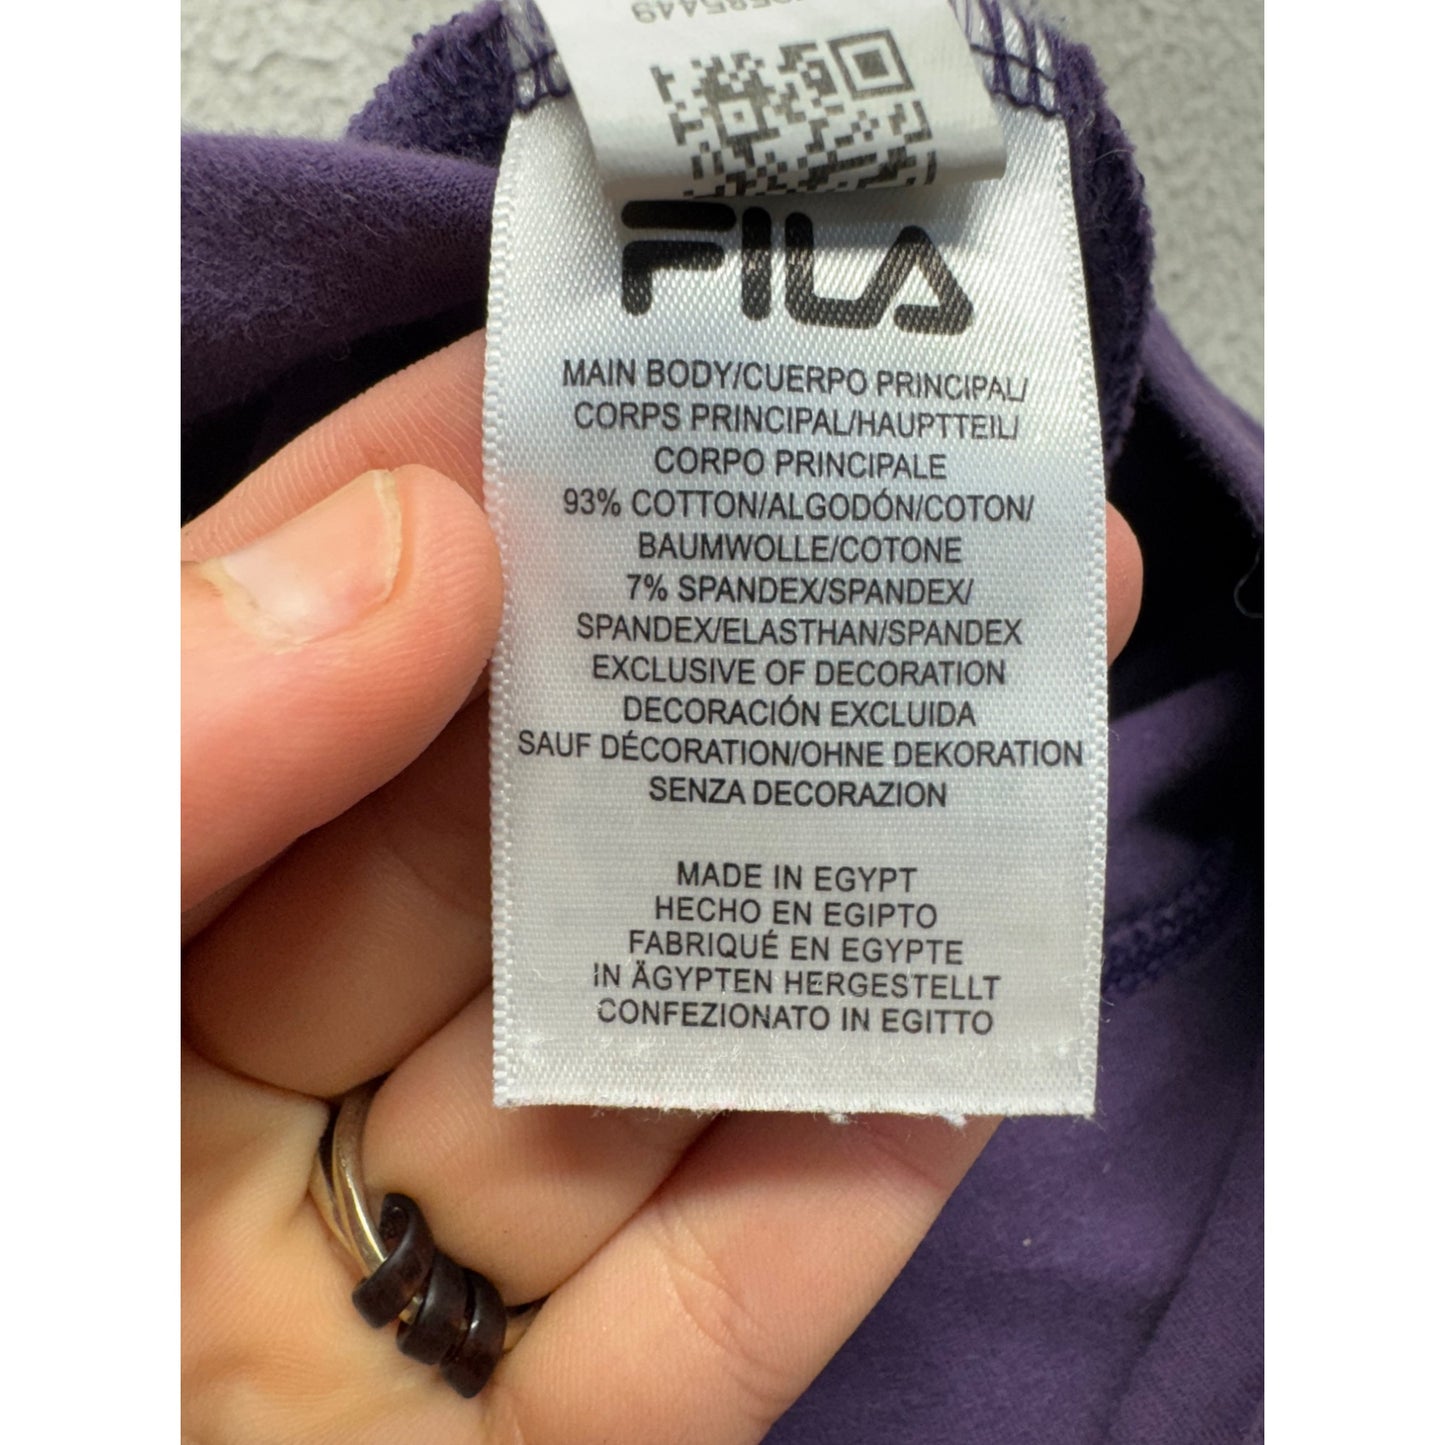 FILA
MAIN BODY/CUERPO PRINCIPAL/
CORPS PRINCIPAL/HAUPTTEIL/
CORPO PRINCIPALE
93% COTTON/ALGODÓN/COTON/
BAUMWOLLE/COTONE
7% SPANDEX/SPANDEX/
SPANDEX/ELASTHAN/SPANDEX
EXCLUSIVE OF DECORATION
DECORACIÓN EXCLUIDA
SAUF DÉCORATION/OHNE DEKORATION
SENZA DECORAZION
MADE IN EGYPT
HECHO EN EGIPTO
FABRIQUÉ EN EGYPTE
IN ÄGYPTEN HERGESTELLT
CONFEZIONATO IN EGITTO